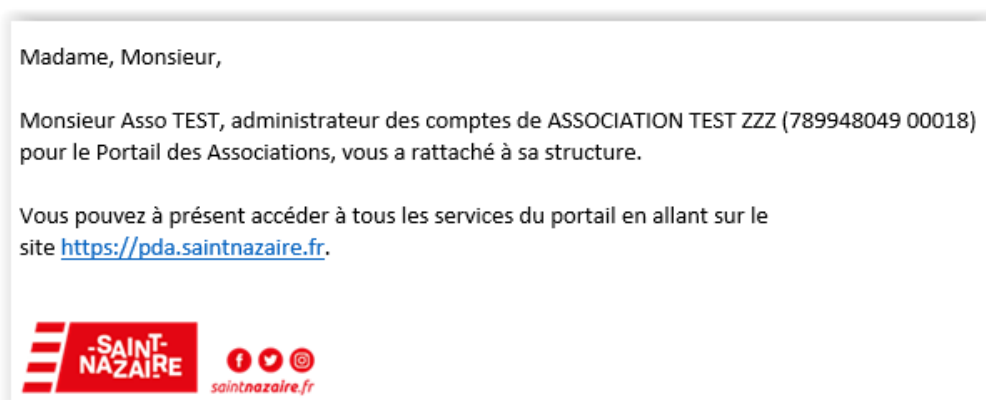 Madame, Monsieur,
Monsieur Asso TEST, administrateur des comptes de ASSOCIATION TEST ZZZ (789948049 00018)
pour le Portail des Associations, vous a rattaché à sa structure.
Vous pouvez à présent accéder à tous les services du portail en allant sur le
site https://pda.saintnazaire.fr.
-SAINT-
NAZAIRE
saintnazaire.fr